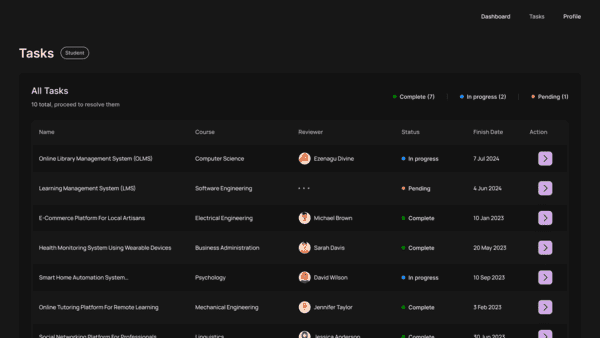 Dashboard Tasks Profile
Tasks Student
All Tasks
10 total, proceed to resolve them
Complete (7) In progress (2) Pending (1)
Name Course Reviewer Status Finish Date Action
Online Library Management System (OLMS) Computer Science Ezenagu Divine In progress 7 Jul 2024
Learning Management System (LMS) Software Engineering • • • Pending 4 Jun 2024
E-Commerce Platform For Local Artisans Electrical Engineering Michael Brown Complete 10 Jan 2023
Health Monitoring System Using Wearable Devices Business Administration Sarah Davis Complete 20 May 2023
Smart Home Automation System... Psychology David Wilson In progress 10 Sep 2023
Online Tutoring Platform For Remote Learning Mechanical Engineering Jennifer Taylor Complete 3 Feb 2023
Social Networking Platform For Professionals Linguistics Jessica Anderson Complete 30 Jun 2023